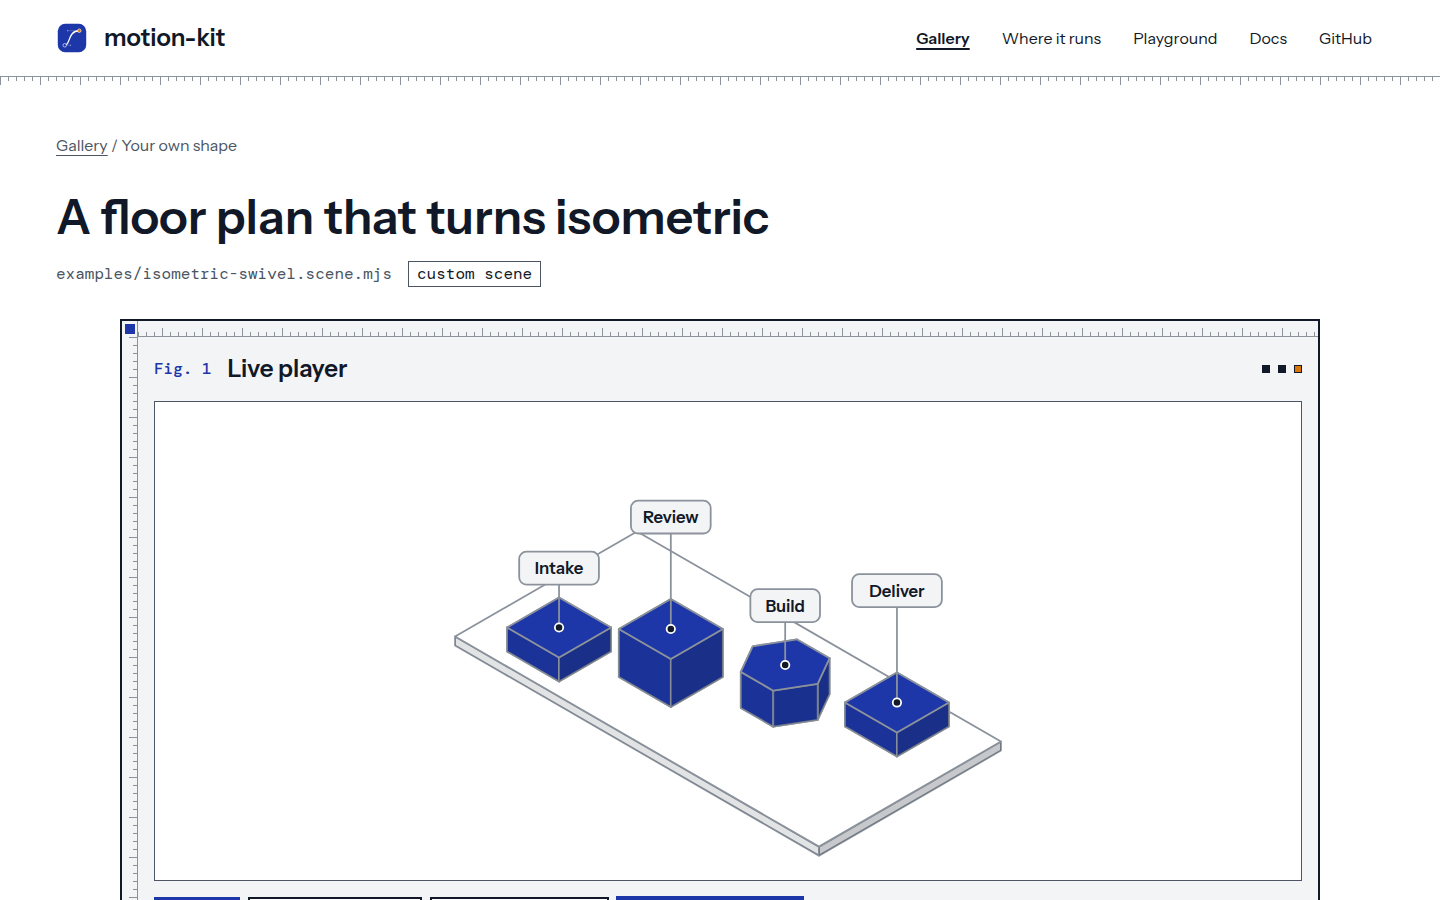 motion-kit
Gallery
Where it runs
Playground
Docs
GitHub
Gallery / Your own shape
A floor plan that turns isometric
examples/isometric-swivel.scene.mjs
custom scene
Fig. 1
Live player
Review
Intake
Deliver
Build